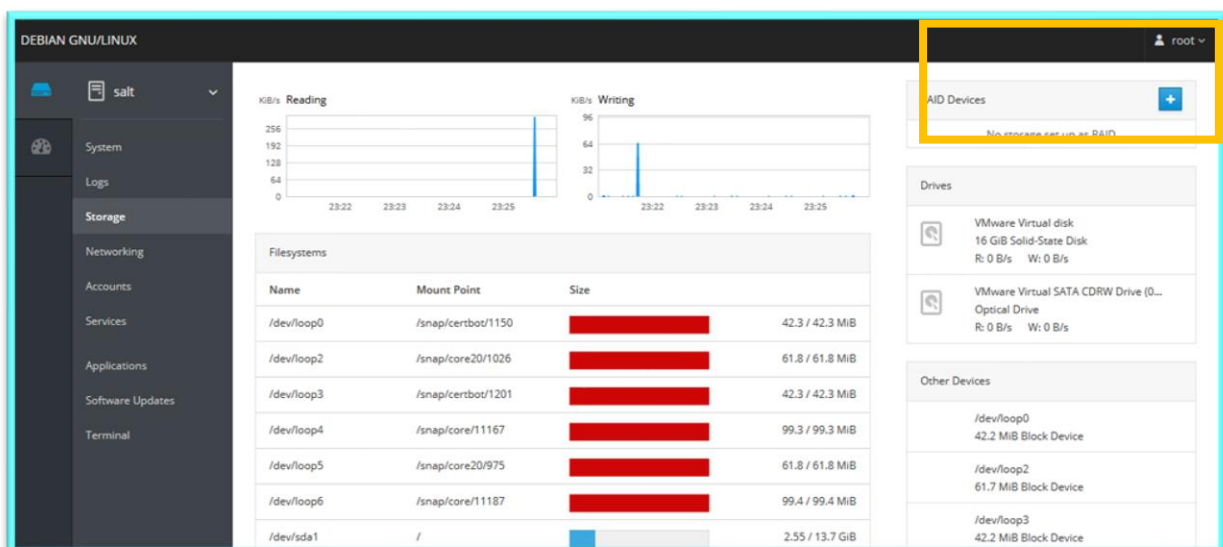 DEBIAN GNU/LINUX
root
salt
System
Logs
Storage
Networking
Accounts
Services
Applications
Software Updates
Terminal
KiB/s Reading
256
192
128
64
0
23:22 23:23 23:24 23:25
KiB/s Writing
96
64
32
0
23:22 23:23 23:24 23:25
Filesystems
Name Mount Point Size
/dev/loop0 /snap/certbot/1150 42.3 / 42.3 MiB
/dev/loop2 /snap/core20/1026 61.8 / 61.8 MiB
/dev/loop3 /snap/certbot/1201 42.3 / 42.3 MiB
/dev/loop4 /snap/core/11167 99.3 / 99.3 MiB
/dev/loop5 /snap/core20/975 61.8 / 61.8 MiB
/dev/loop6 /snap/core/11187 99.4 / 99.4 MiB
/dev/sda1 / 2.55 / 13.7 GiB
AID Devices
No storage set up as RAID
Drives
VMware Virtual disk
16 GiB Solid-State Disk
R: 0 B/s W: 0 B/s
VMware Virtual SATA CDRW Drive (0...
Optical Drive
R: 0 B/s W: 0 B/s
Other Devices
/dev/loop0
42.2 MiB Block Device
/dev/loop2
61.7 MiB Block Device
/dev/loop3
42.2 MiB Block Device